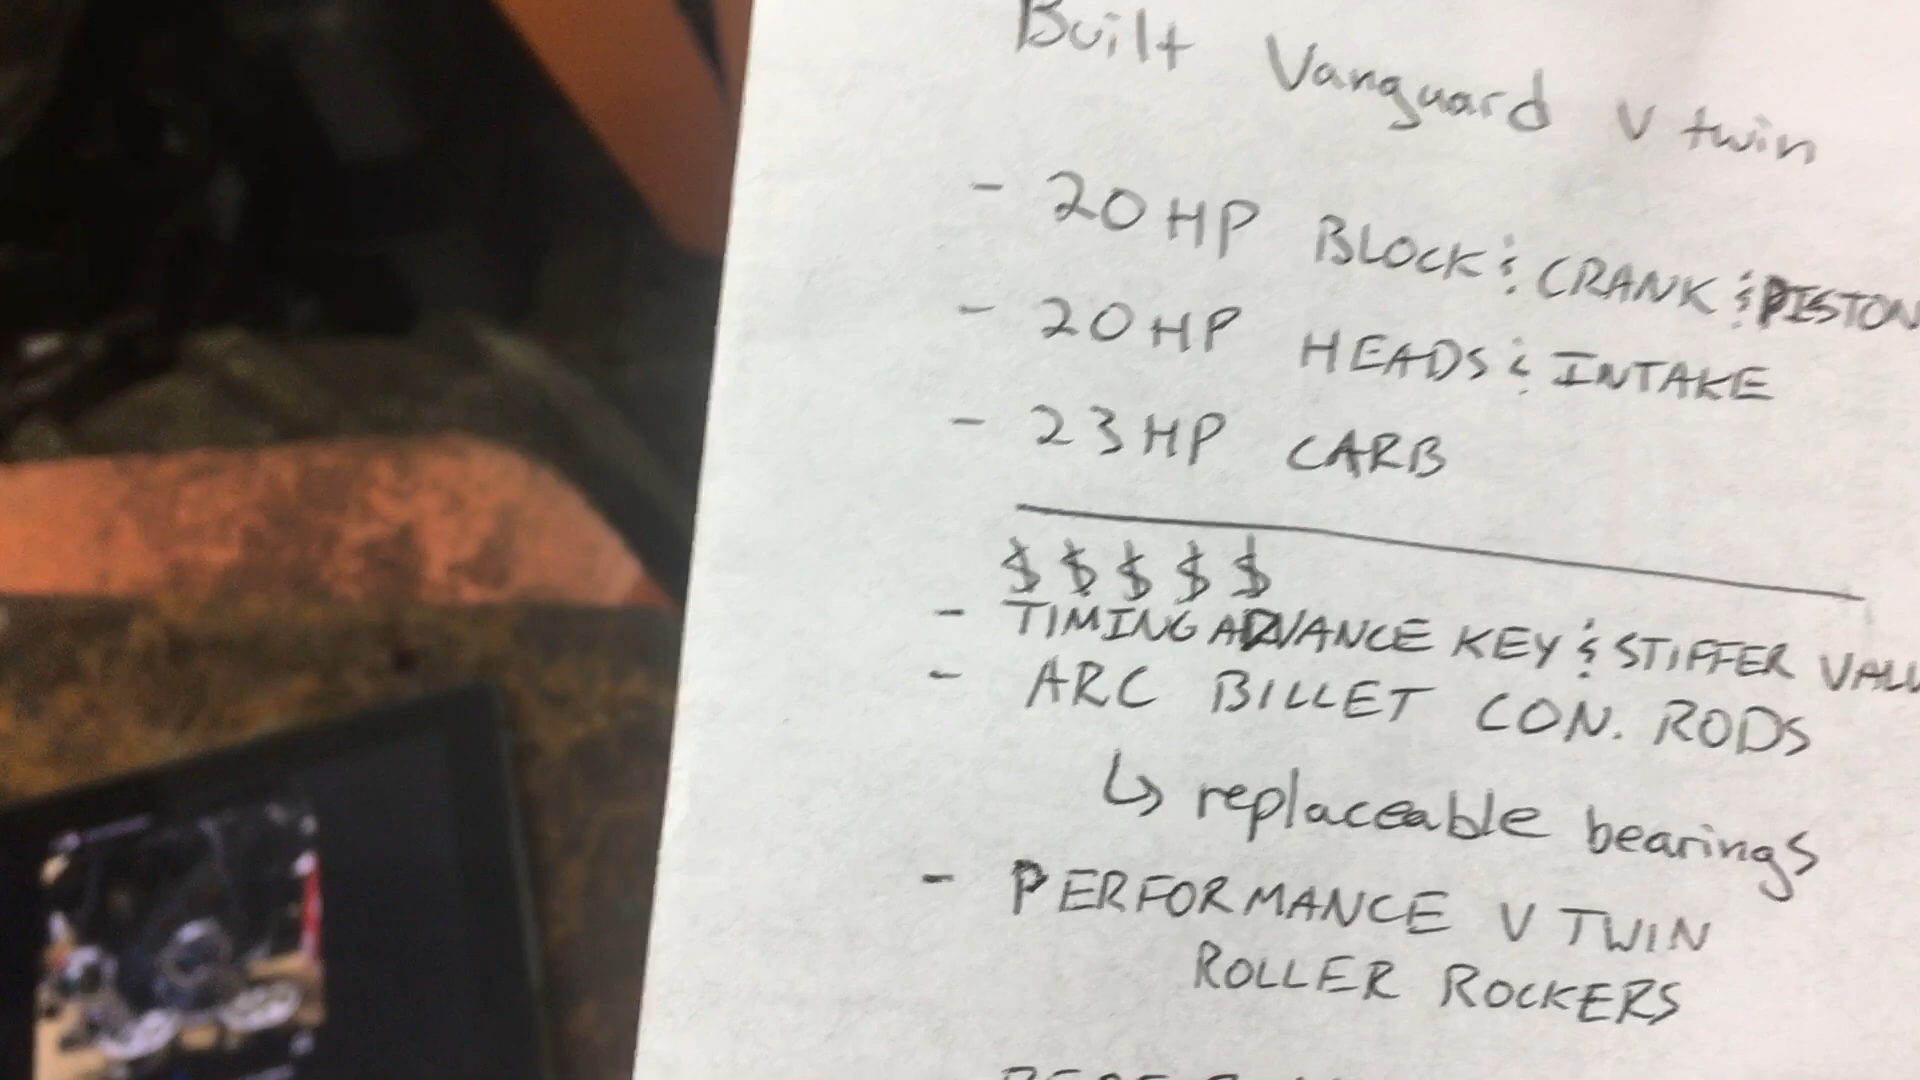 Built Vanguard V twin
- 20HP BLOCK & CRANK & PISTON
- 20HP HEADS & INTAKE
- 23HP CARB
$ $ $ $ $
- TIMING ADVANCE KEY & STIFFER
- ARC BILLET CON. RODS
↳ replaceable bearings
- PERFORMANCE V TWIN
ROLLER ROCKERS